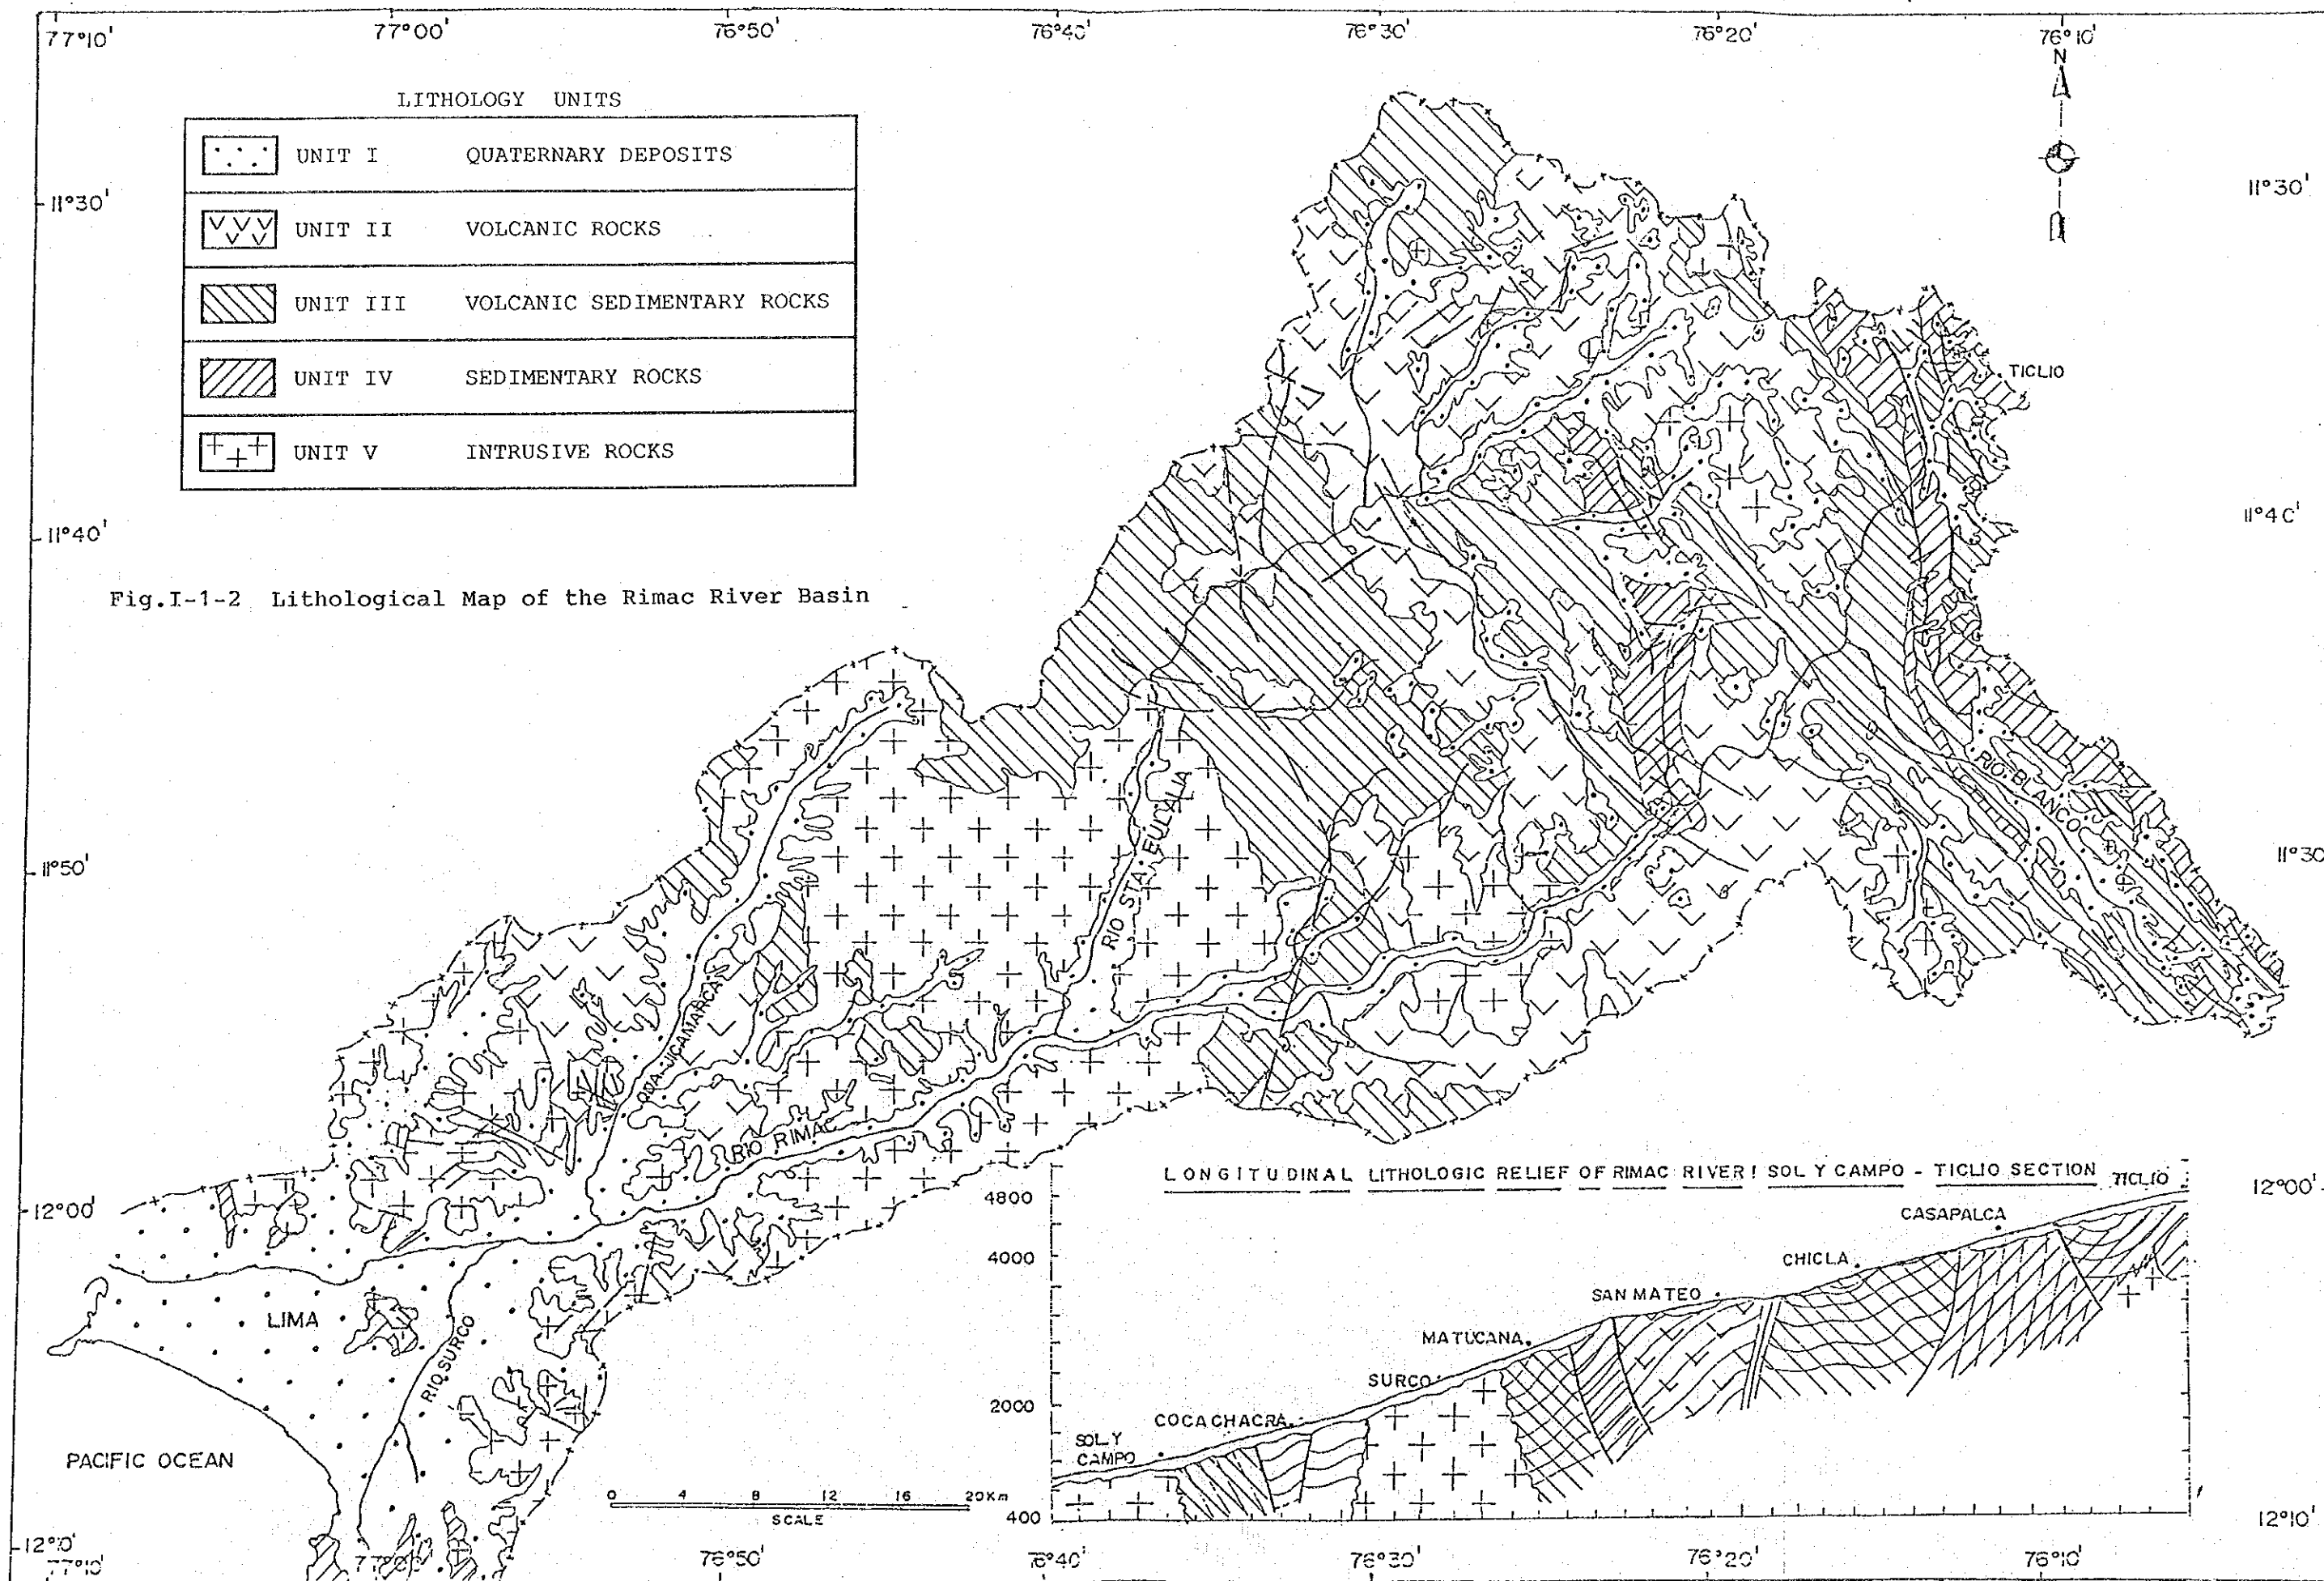 77°10' 77°00' 76°50' 76°40' 76°30' 76°20' 76°10'
N
LITHOLOGY UNITS
UNIT I QUATERNARY DEPOSITS
UNIT II VOLCANIC ROCKS
UNIT III VOLCANIC SEDIMENTARY ROCKS
UNIT IV SEDIMENTARY ROCKS
UNIT V INTRUSIVE ROCKS
11°30' 11°30'
TICLIO
11°40' 11°40'
Fig.I-1-2 Lithological Map of the Rimac River Basin
RIO BLANCO
RIO STA. EULALIA
11°50' 11°30
QDA. JICAMARCA
RIO RIMAC
LONGITUDINAL LITHOLOGIC RELIEF OF RIMAC RIVER! SOL Y CAMPO - TICLIO SECTION
TICLIO
12°00' 4800 12°00'
CASAPALCA
4000 CHICLA
SAN MATEO
LIMA
MATUCANA
RIO SURCO
SURCO
2000
COCACHACRA
SOL Y
CAMPO
PACIFIC OCEAN
0 4 8 12 16 20Km
SCALE
400
12°10'
77°10' 77°00' 76°50' 76°40' 76°30' 76°20' 76°10'